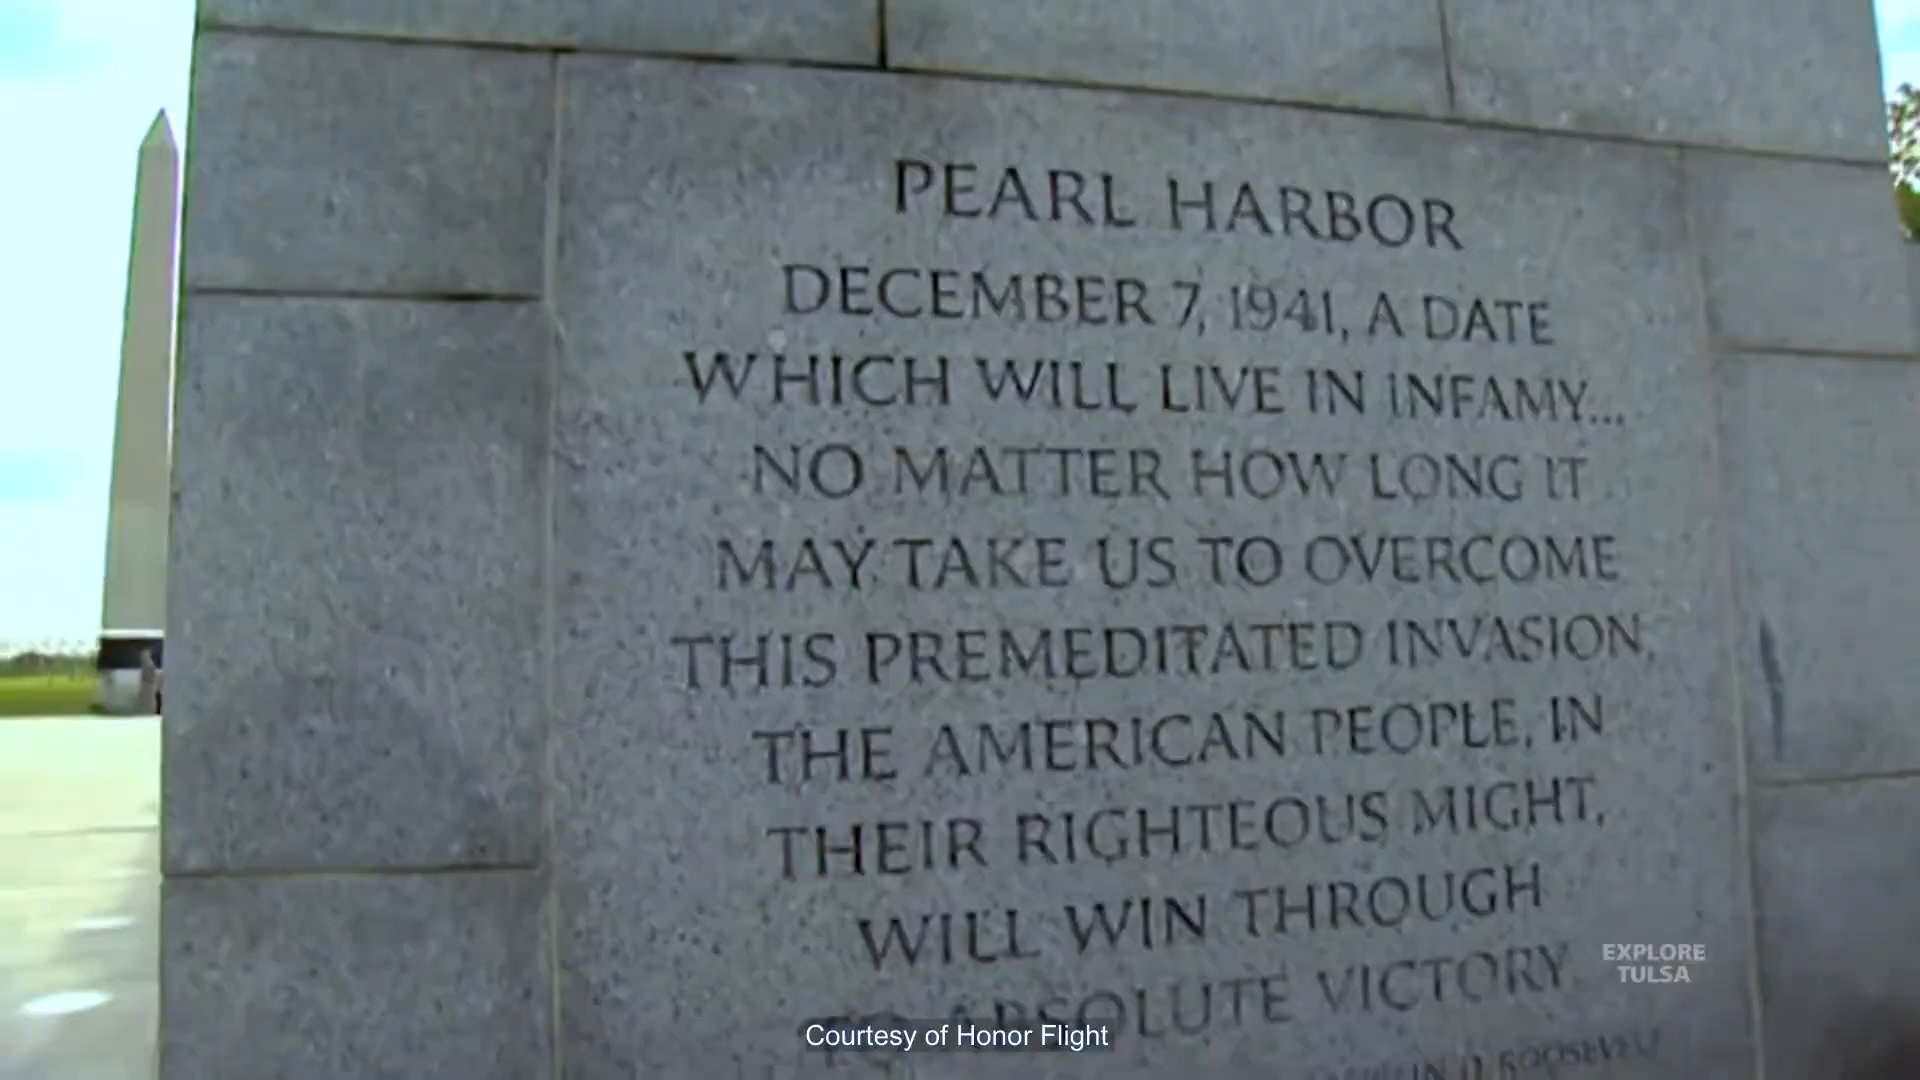 PEARL HARBOR
DECEMBER 7, 1941, A DATE
WHICH WILL LIVE IN INFAMY...
NO MATTER HOW LONG IT
MAY TAKE US TO OVERCOME
THIS PREMEDITATED INVASION,
THE AMERICAN PEOPLE, IN
THEIR RIGHTEOUS MIGHT,
WILL WIN THROUGH
TO ABSOLUTE VICTORY.
D. ROOSEVELT
EXPLORE
TULSA
Courtesy of Honor Flight